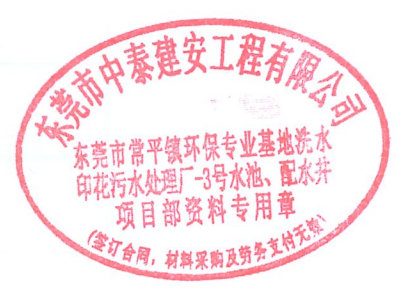 东莞市中泰建安工程有限公司
东莞市常平镇环保专业基地洗水
印花污水处理厂-3号水池、配水井
项目部资料专用章
(签订合同,材料采购及劳务支付无效)